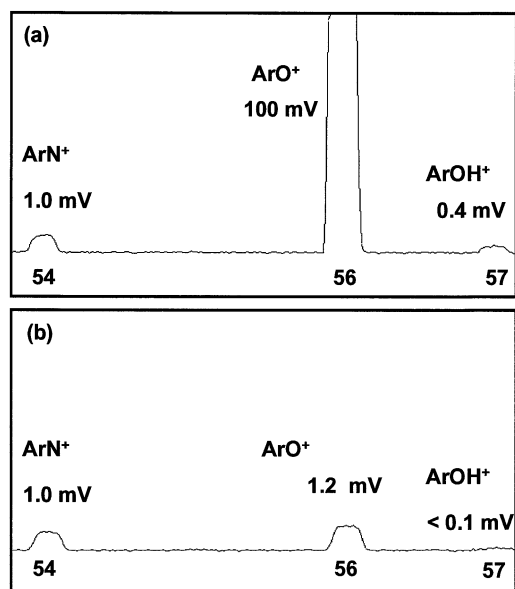 (a)
ArO⁺
100 mV
ArN⁺
1.0 mV
ArOH⁺
0.4 mV
54
56
57
(b)
ArN⁺
1.0 mV
ArO⁺
1.2 mV
ArOH⁺
< 0.1 mV
54
56
57